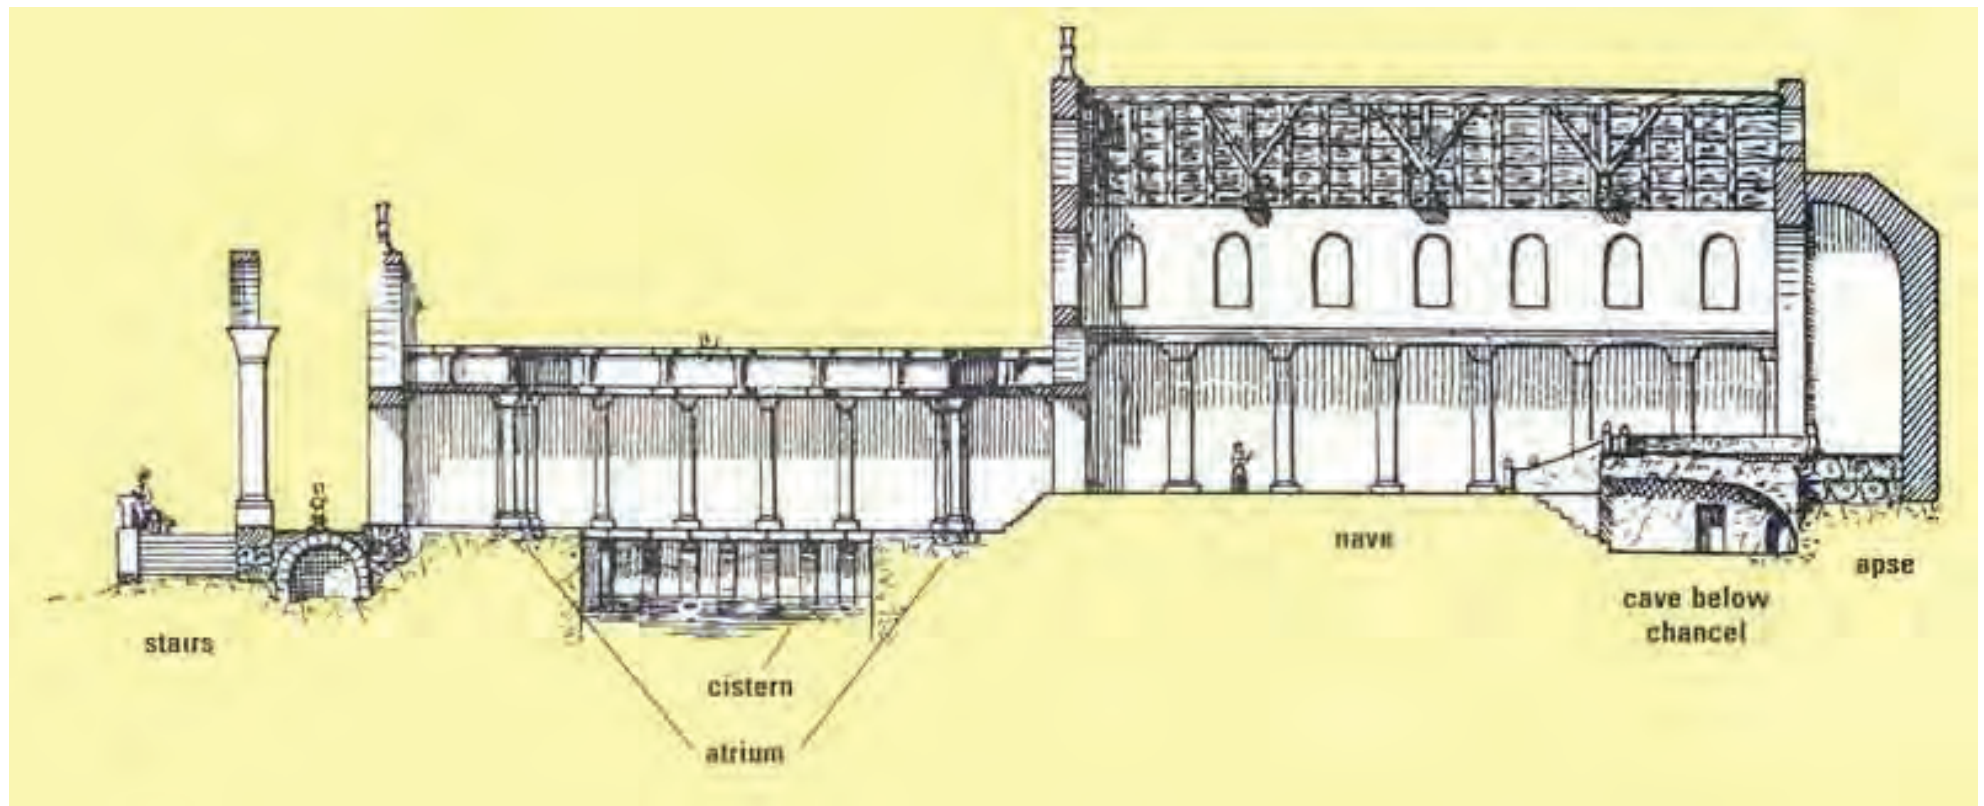 nave
apse
cave below
chancel
stairs
cistern
atrium